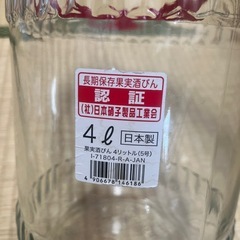 長期保存果実酒びん
認証
(社)日本硝子製品工業会
4ℓ 日本製
果実酒びん 4リットル(5号)
I-71804-R-A-JAN
4906678146186